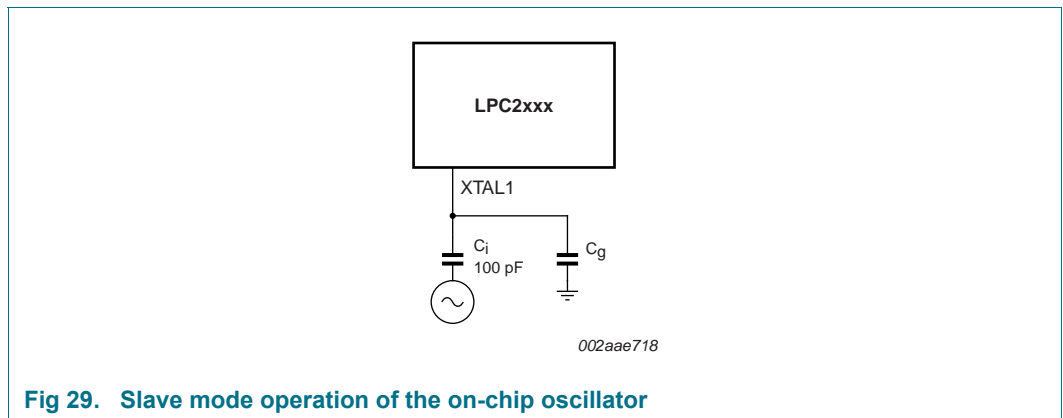 LPC2xxx
XTAL1
Ci
100 pF
Cg
002aae718
Fig 29. Slave mode operation of the on-chip oscillator